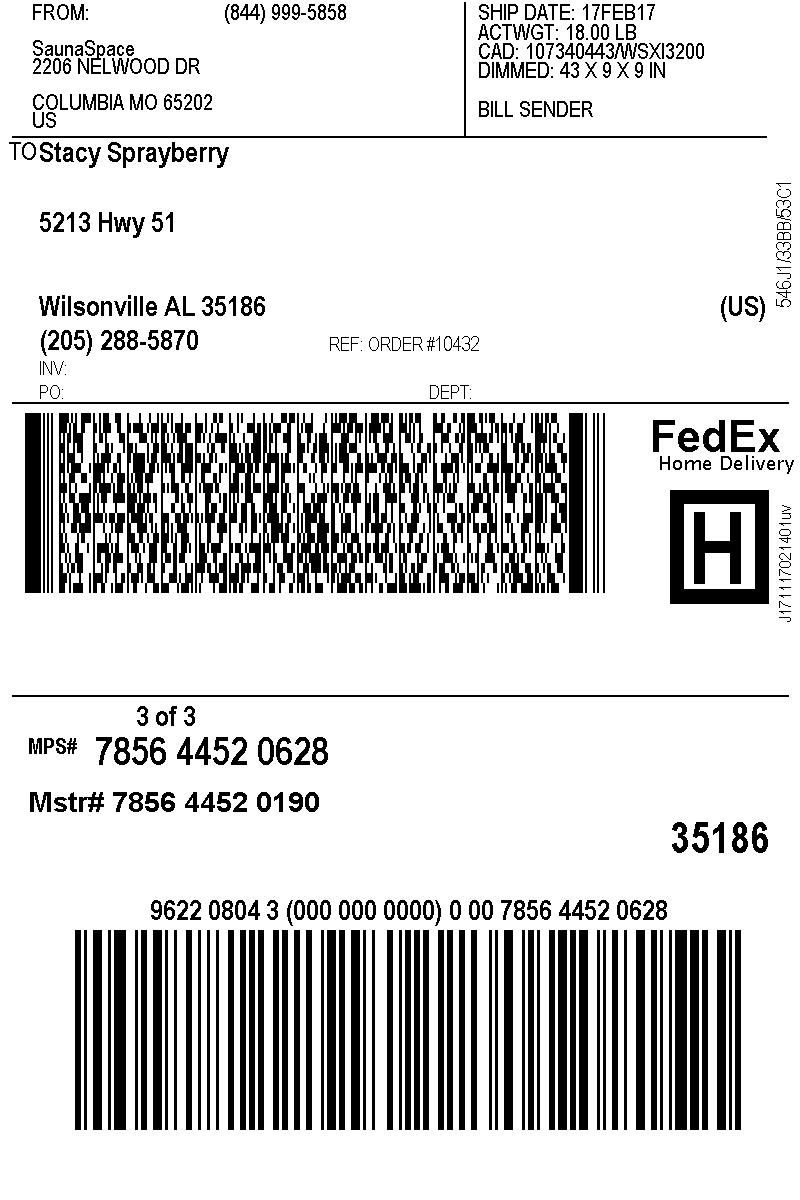 FROM: (844) 999-5858
SaunaSpace
2206 NELWOOD DR
COLUMBIA MO 65202
US
SHIP DATE: 17FEB17
ACTWGT: 18.00 LB
CAD: 107340443/WSXI3200
DIMMED: 43 X 9 X 9 IN
BILL SENDER
TO Stacy Sprayberry
5213 Hwy 51
Wilsonville AL 35186 (US)
(205) 288-5870 REF: ORDER #10432
INV:
PO: DEPT:
546J1/33BB/53C1
FedEx
Home Delivery
H
J171117021401uv
3 of 3
MPS# 7856 4452 0628
Mstr# 7856 4452 0190
35186
9622 0804 3 (000 000 0000) 0 00 7856 4452 0628